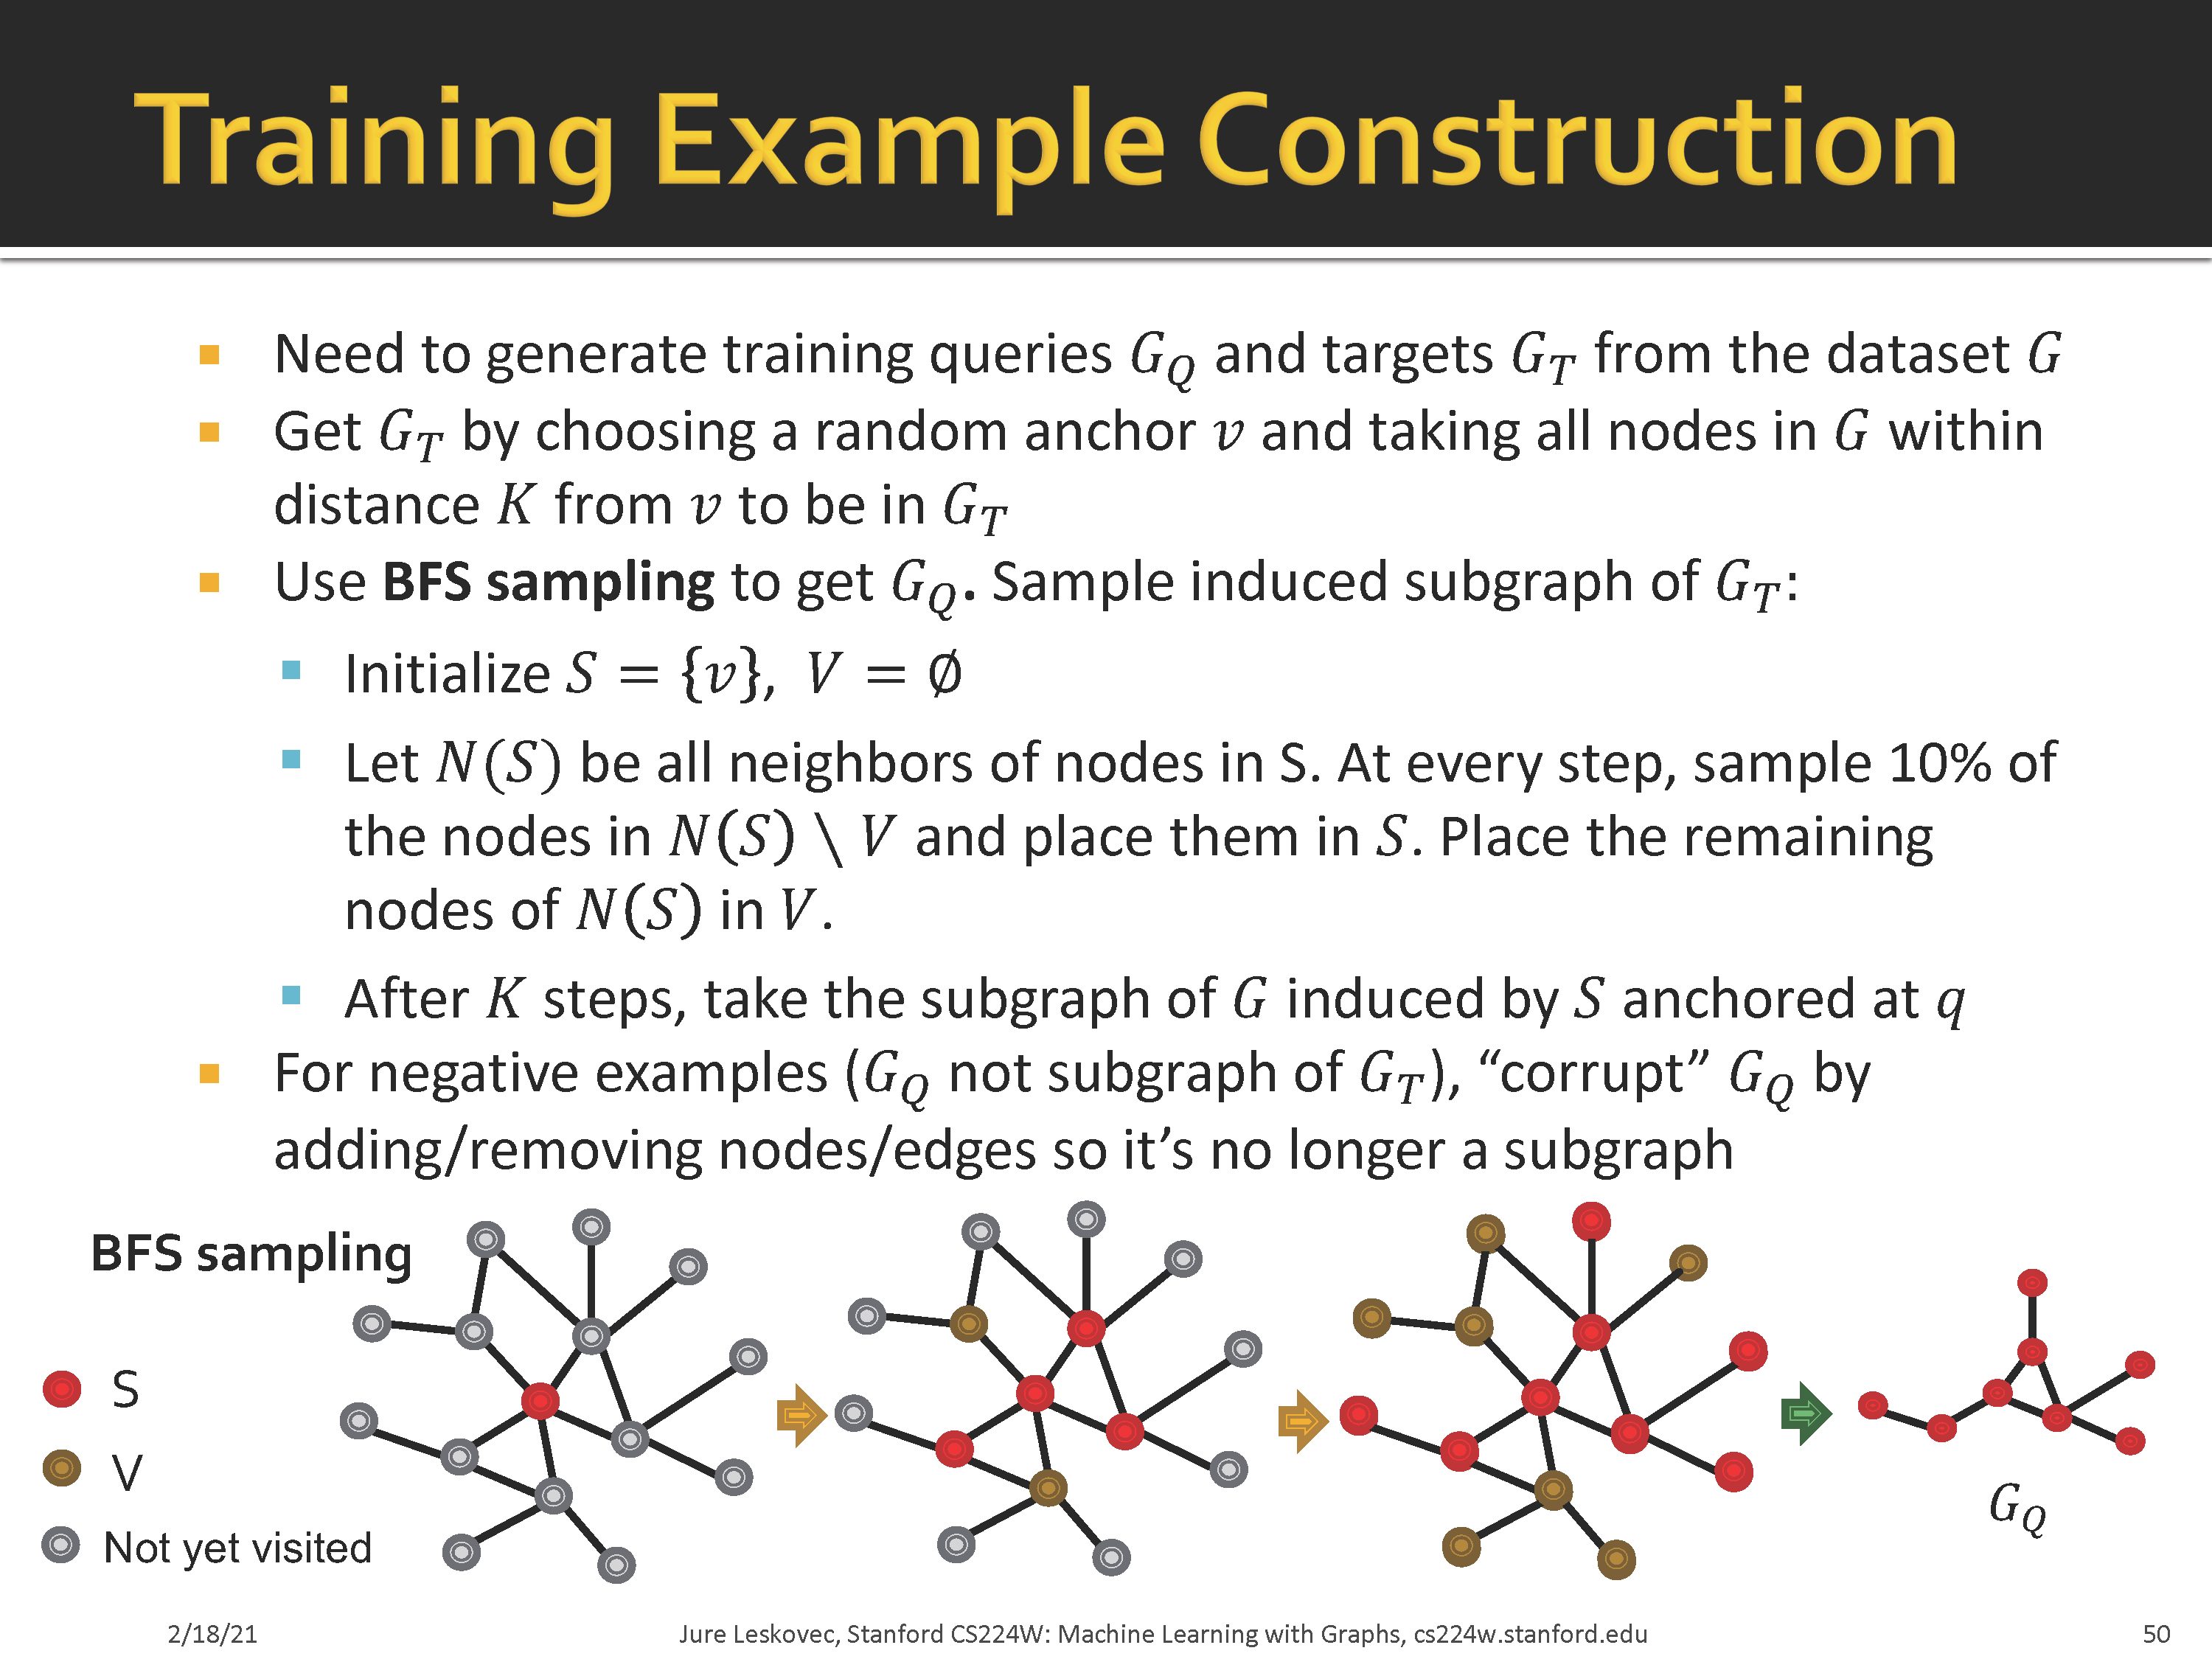 Training Example Construction
Need to generate training queries G_Q and targets G_T from the dataset G
Get G_T by choosing a random anchor v and taking all nodes in G within
distance K from v to be in G_T
Use BFS sampling to get G_Q. Sample induced subgraph of G_T:
Initialize S = {v}, V = ∅
Let N(S) be all neighbors of nodes in S. At every step, sample 10% of
the nodes in N(S) \ V and place them in S. Place the remaining
nodes of N(S) in V.
After K steps, take the subgraph of G induced by S anchored at q
For negative examples (G_Q not subgraph of G_T), “corrupt” G_Q by
adding/removing nodes/edges so it’s no longer a subgraph
BFS sampling
S
V
Not yet visited
G_Q
2/18/21 Jure Leskovec, Stanford CS224W: Machine Learning with Graphs, cs224w.stanford.edu 50